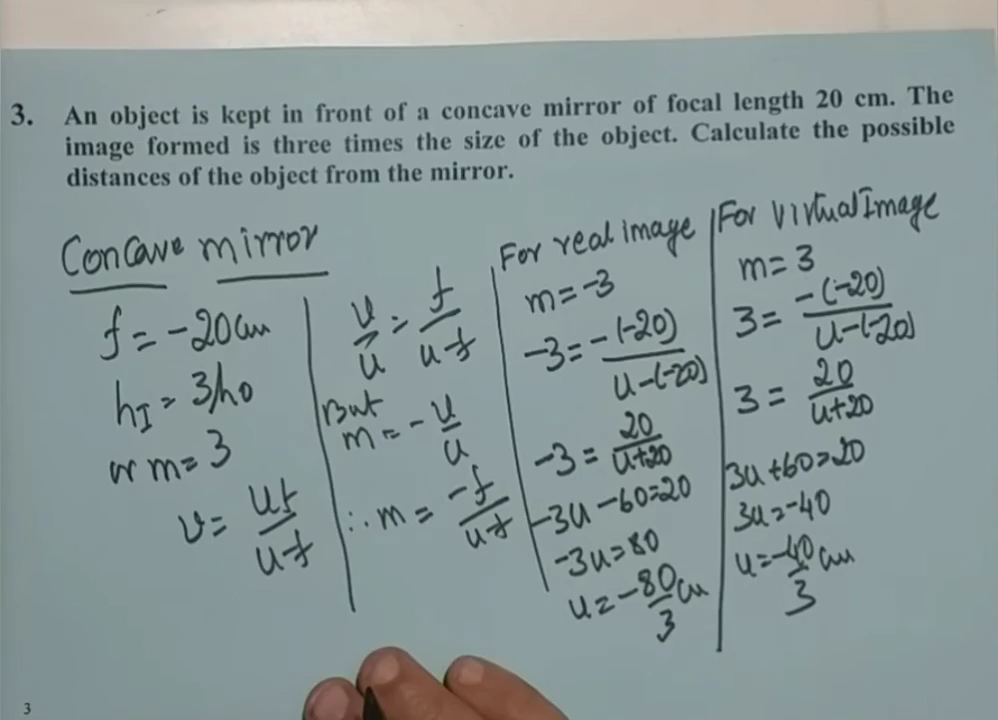 3. An object is kept in front of a concave mirror of focal length 20 cm. The
image formed is three times the size of the object. Calculate the possible
distances of the object from the mirror.
Concave mirror
f = -20cm
hI = 3ho
or m = 3
v = uf/u-f
v/u = f/u-f
But
m = -v/u
∴ m = -f/u-f
For real image
m = -3
-3 = -(-20)/u-(-20)
-3 = 20/u+20
-3u - 60 = 20
-3u = 80
u = -80/3 cm
For Virtual Image
m = 3
3 = -(-20)/u-(-20)
3 = 20/u+20
3u + 60 = 20
3u = -40
u = -40/3 cm
3